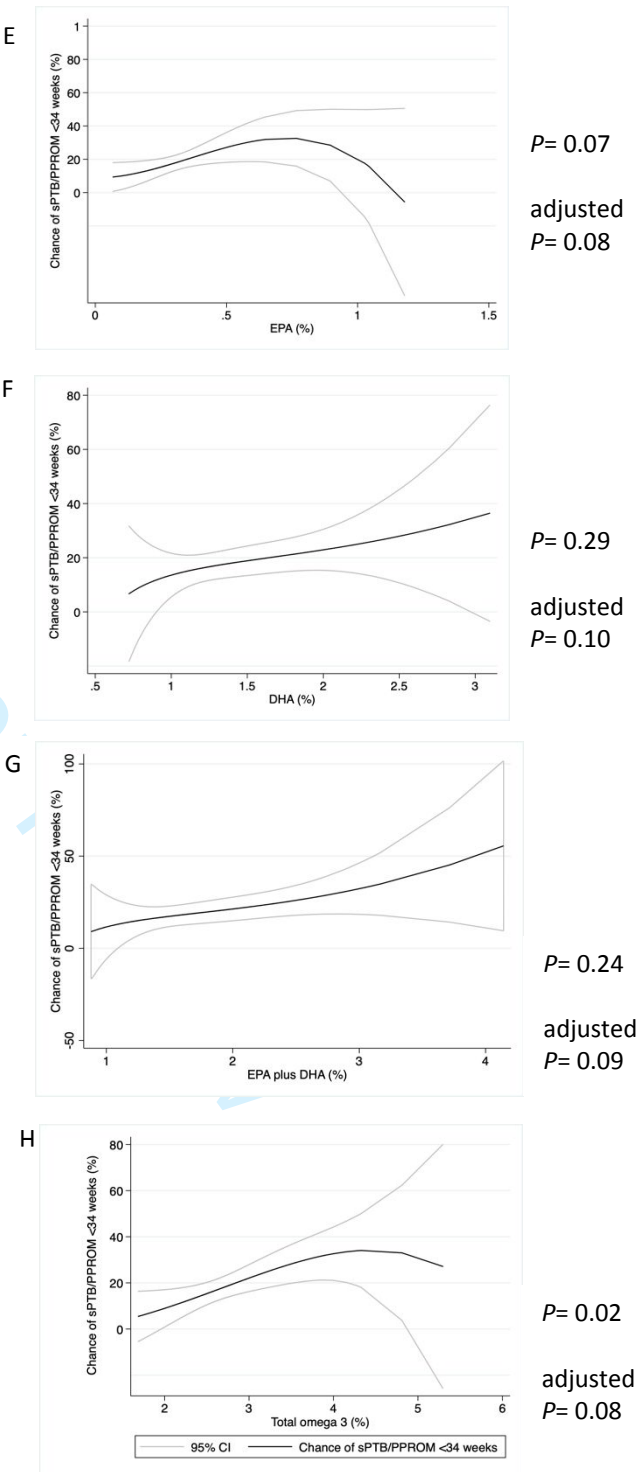 E
Chance of sPTB/PPROM <34 weeks (%)
1
80
60
40
20
0
0
.5
1
1.5
EPA (%)
P= 0.07
adjusted
P= 0.08
F
Chance of sPTB/PPROM <34 weeks (%)
80
60
40
20
0
.5
1
1.5
2
2.5
3
DHA (%)
P= 0.29
adjusted
P= 0.10
G
Chance of sPTB/PPROM <34 weeks (%)
100
50
0
-50
1
2
3
4
EPA plus DHA (%)
P= 0.24
adjusted
P= 0.09
H
Chance of sPTB/PPROM <34 weeks (%)
80
60
40
20
0
2
3
4
5
6
Total omega 3 (%)
95% CI
Chance of sPTB/PPROM <34 weeks
P= 0.02
adjusted
P= 0.08